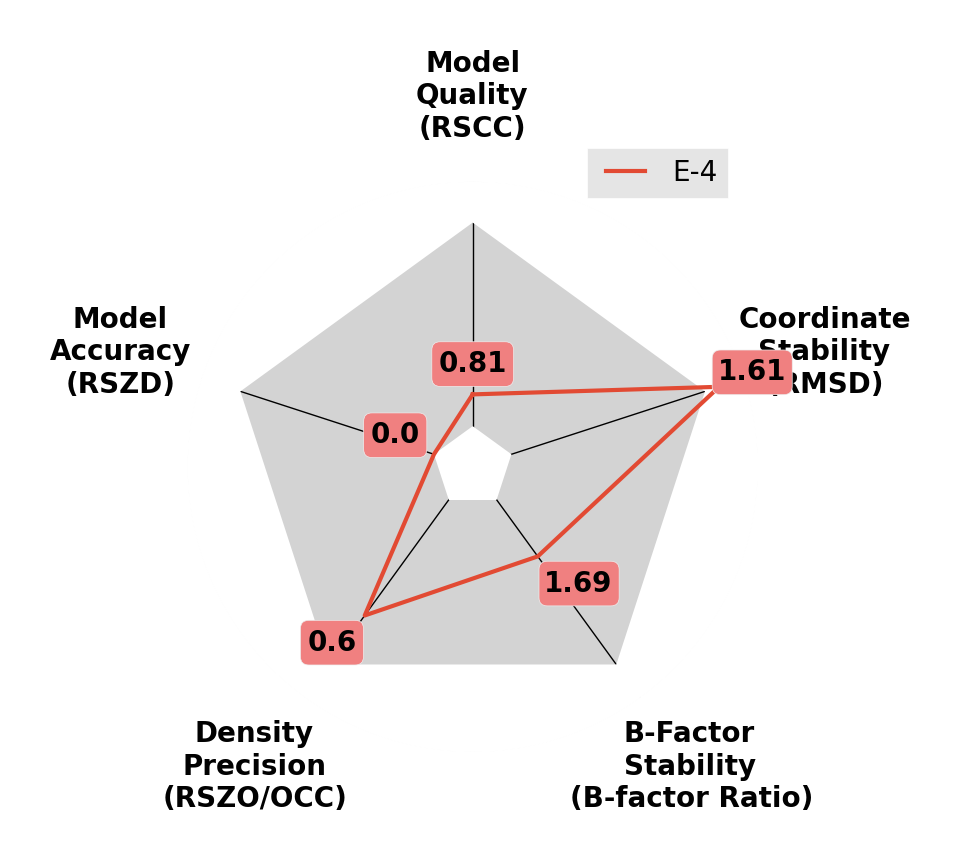 Model
Quality
(RSCC)
E-4
Model
Accuracy
(RSZD)
Coordinate
Stability
(RMSD)
0.81
1.61
0.0
1.69
0.6
Density
Precision
(RSZO/OCC)
B-Factor
Stability
(B-factor Ratio)